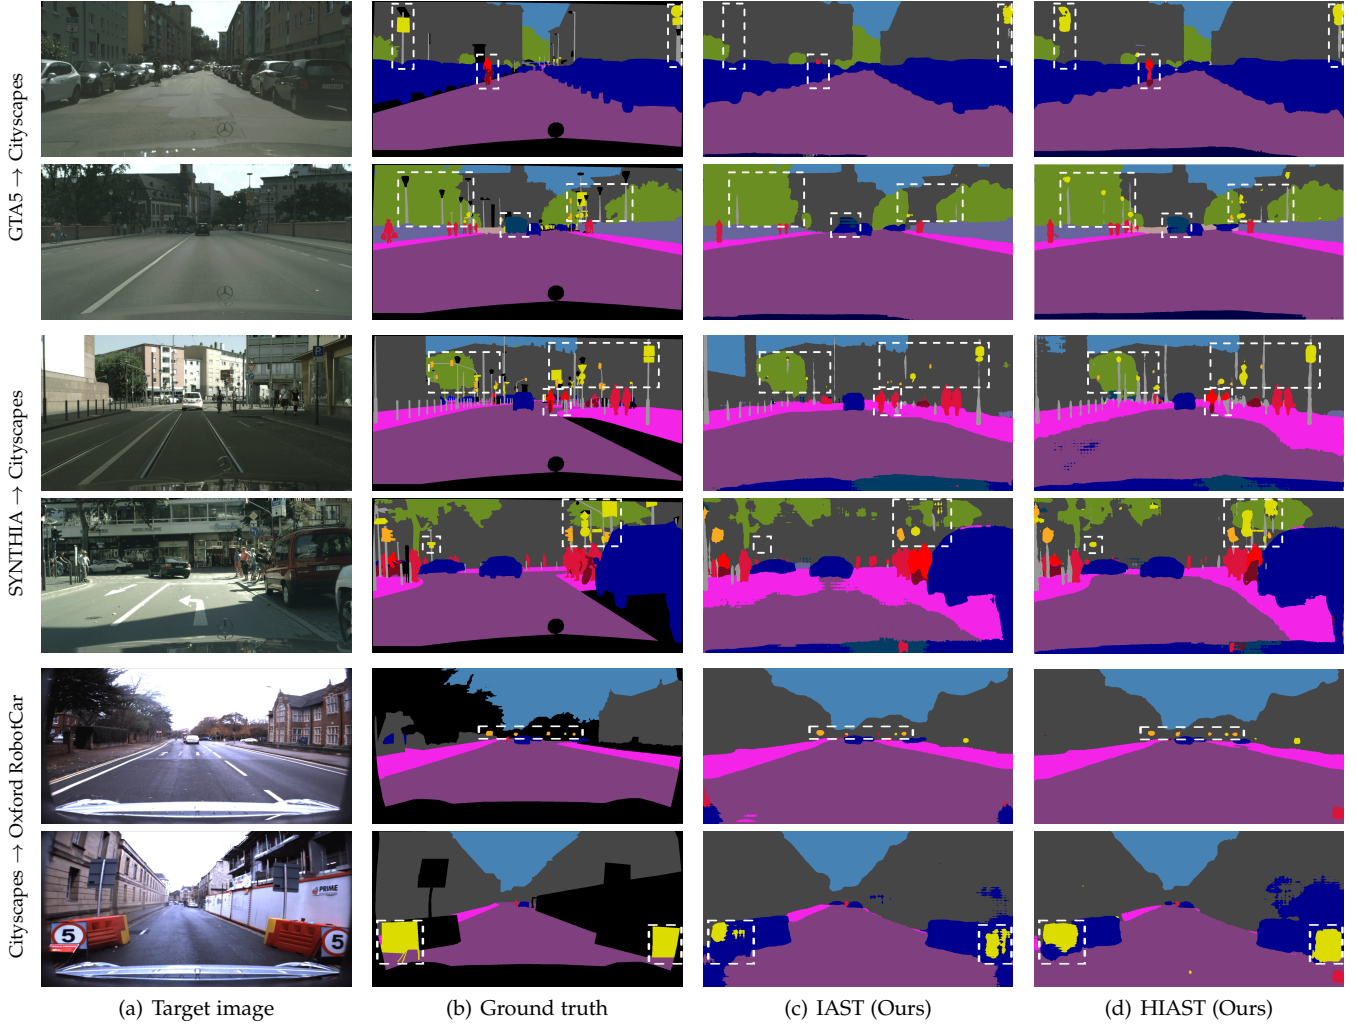 GTA5 → Cityscapes
SYNTHIA → Cityscapes
Cityscapes → Oxford RobotCar
P
PRIME
5
5
(a) Target image
(b) Ground truth
(c) IAST (Ours)
(d) HIAST (Ours)